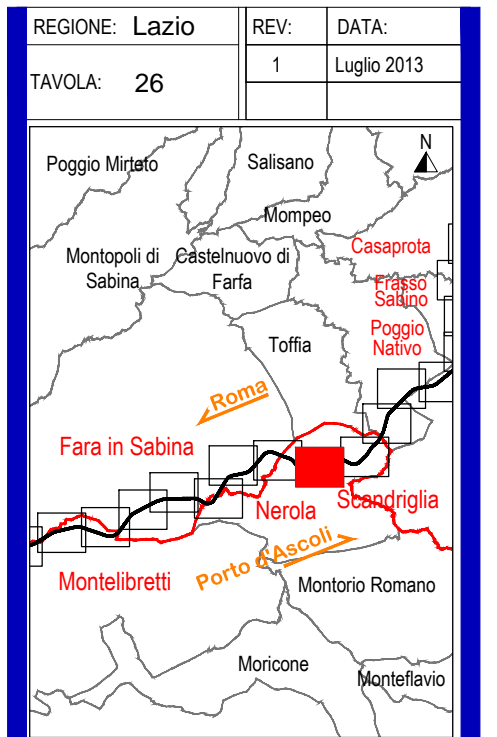 REGIONE: Lazio
REV:
DATA:
TAVOLA: 26
1
Luglio 2013
N
Poggio Mirteto
Salisano
Mompeo
Casaprota
Montopoli di
Sabina
Castelnuovo di
Farfa
Frasso
Sabino
Poggio
Nativo
Toffia
Roma
Fara in Sabina
Nerola
Scandriglia
Porto d'Ascoli
Montelibretti
Montorio Romano
Moricone
Monteflavio